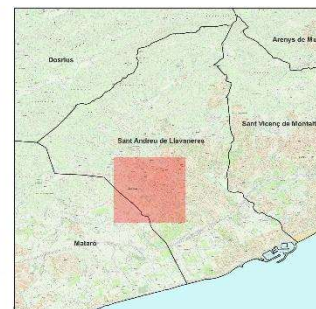 Arenys de Mu
Dosrius
Sant Vicenç de Montalt
Sant Andreu de Llavaneres
Mataró